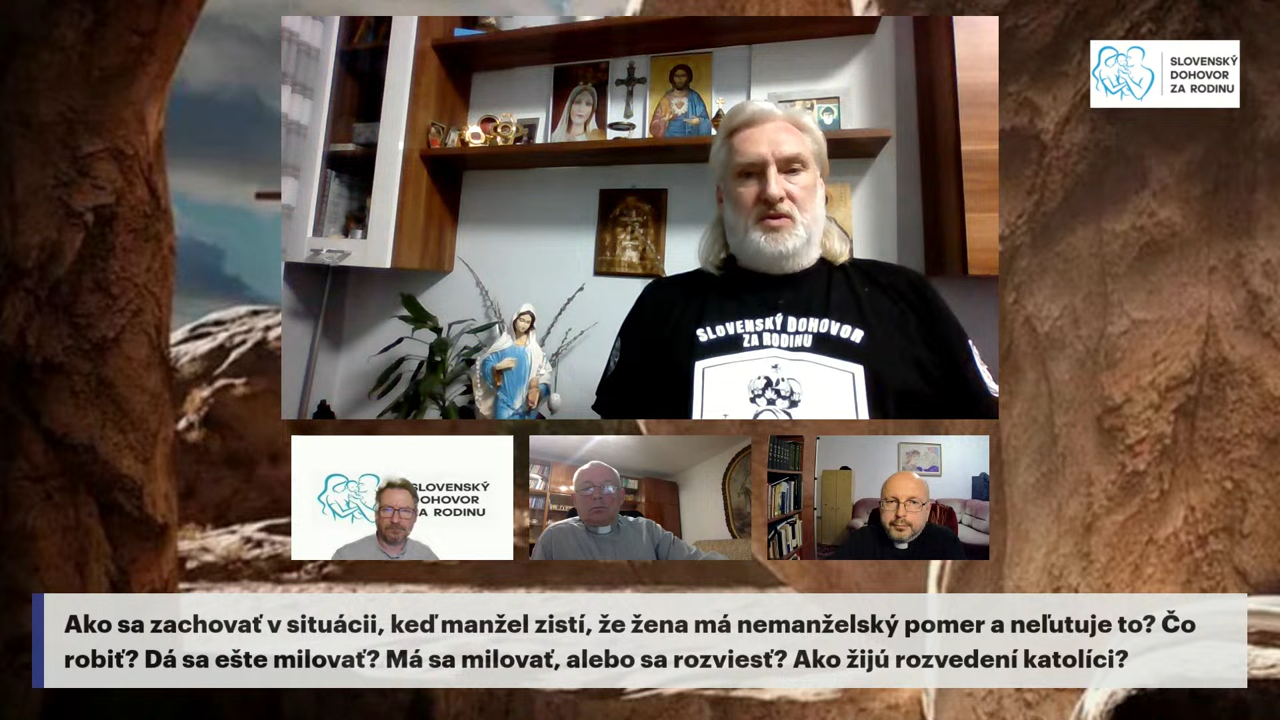 SLOVENSKÝ
DOHOVOR
ZA RODINU
SLOVENSKÝ DOHOVOR
ZA RODINU
SLOVENSKÝ
DOHOVOR
ZA RODINU
Ako sa zachovať v situácii, keď manžel zistí, že žena má nemanželský pomer a neľutuje to? Čo
robiť? Dá sa ešte milovať? Má sa milovať, alebo sa rozviesť? Ako žijú rozvedení katolíci?